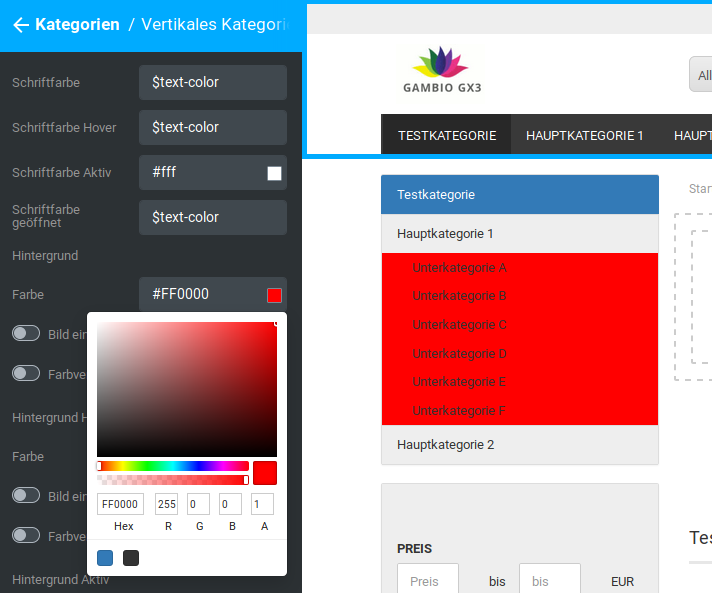 Kategorien / Vertikales Kategori
Schriftfarbe
$text-color
Schriftfarbe Hover
$text-color
Schriftfarbe Aktiv
#fff
Schriftfarbe
geöffnet
$text-color
Hintergrund
Farbe
#FF0000
Bild ein
Farbve
Hintergrund H
Farbe
Bild ein
Farbve
Hintergrund Aktiv
FF0000 255 0 0 1
Hex R G B A
GAMBIO GX3
All
TESTKATEGORIE HAUPTKATEGORIE 1 HAUPT
Testkategorie
Hauptkategorie 1
Unterkategorie A
Unterkategorie B
Unterkategorie C
Unterkategorie D
Unterkategorie E
Unterkategorie F
Hauptkategorie 2
Star
PREIS
Preis bis bis EUR
Tes